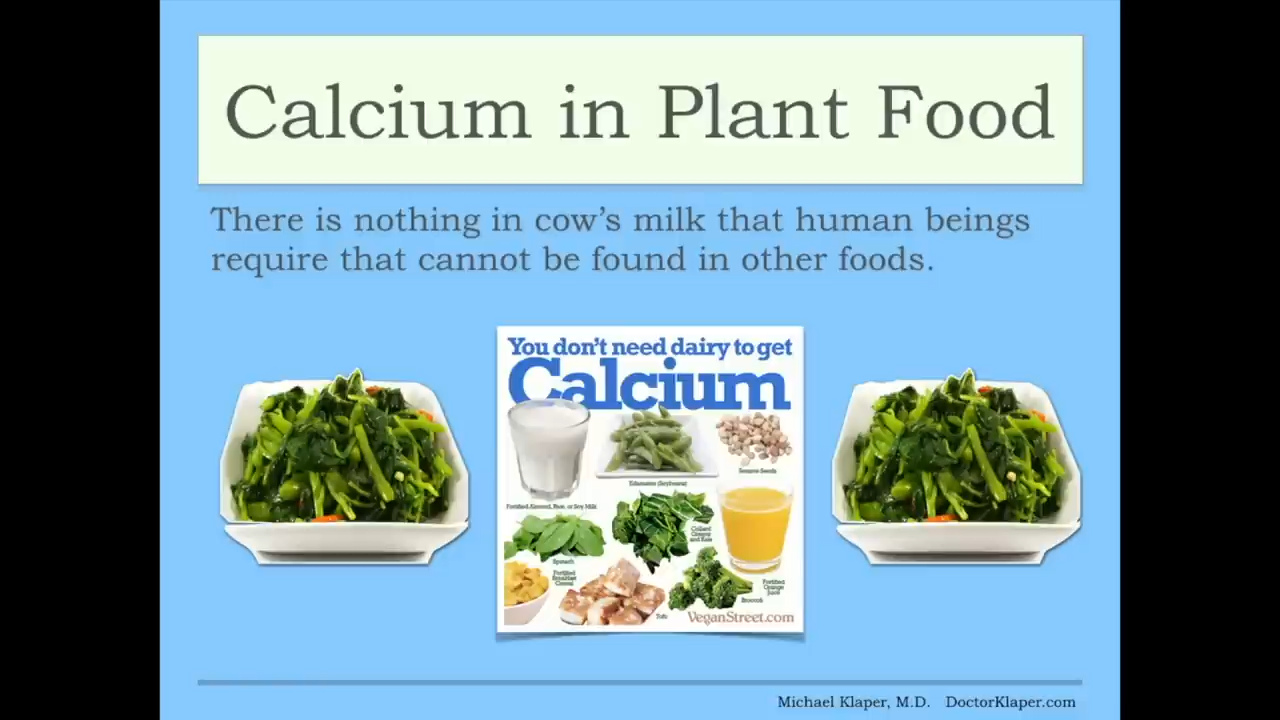 Calcium in Plant Food
There is nothing in cow's milk that human beings
require that cannot be found in other foods.
You don't need dairy to get
Calcium
Sesame Seeds
Edamame (Soybeans)
Fortified Almond, Rice, or Soy Milk
Collard
Greens
and Kale
Spinach
Fortified
Breakfast
Cereal
Fortified
Orange
Juice
Broccoli
Tofu
VeganStreet.com
Michael Klaper, M.D. DoctorKlaper.com